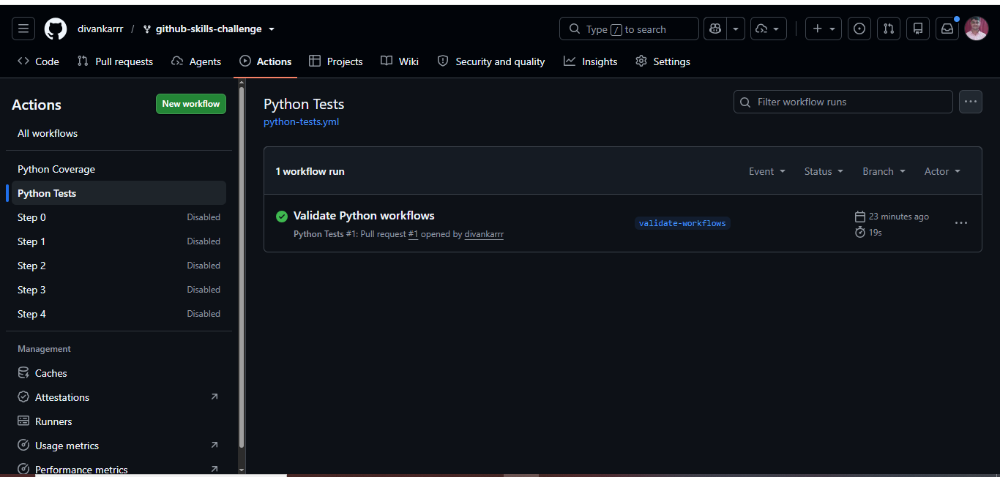 divankarrr / github-skills-challenge
Type / to search
Code Pull requests Agents Actions Projects Wiki Security and quality Insights Settings
Actions
New workflow
All workflows
Python Coverage
Python Tests
Step 0 Disabled
Step 1 Disabled
Step 2 Disabled
Step 3 Disabled
Step 4 Disabled
Management
Caches
Attestations
Runners
Usage metrics
Performance metrics
Python Tests
python-tests.yml
Filter workflow runs
1 workflow run
Event Status Branch Actor
Validate Python workflows
Python Tests #1: Pull request #1 opened by divankarrr
validate-workflows
23 minutes ago
19s